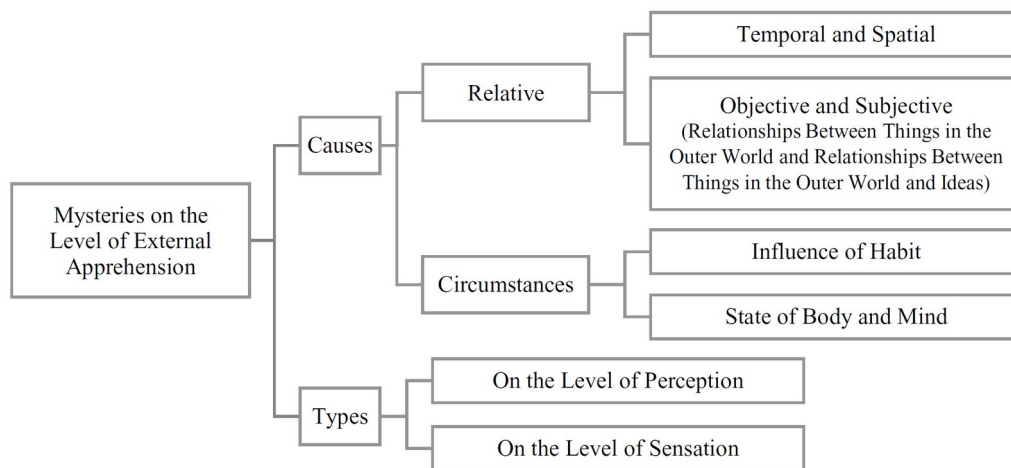 Mysteries on the
Level of External
Apprehension
Causes
Relative
Temporal and Spatial
Objective and Subjective
(Relationships Between Things in the
Outer World and Relationships Between
Things in the Outer World and Ideas)
Circumstances
Influence of Habit
State of Body and Mind
Types
On the Level of Perception
On the Level of Sensation